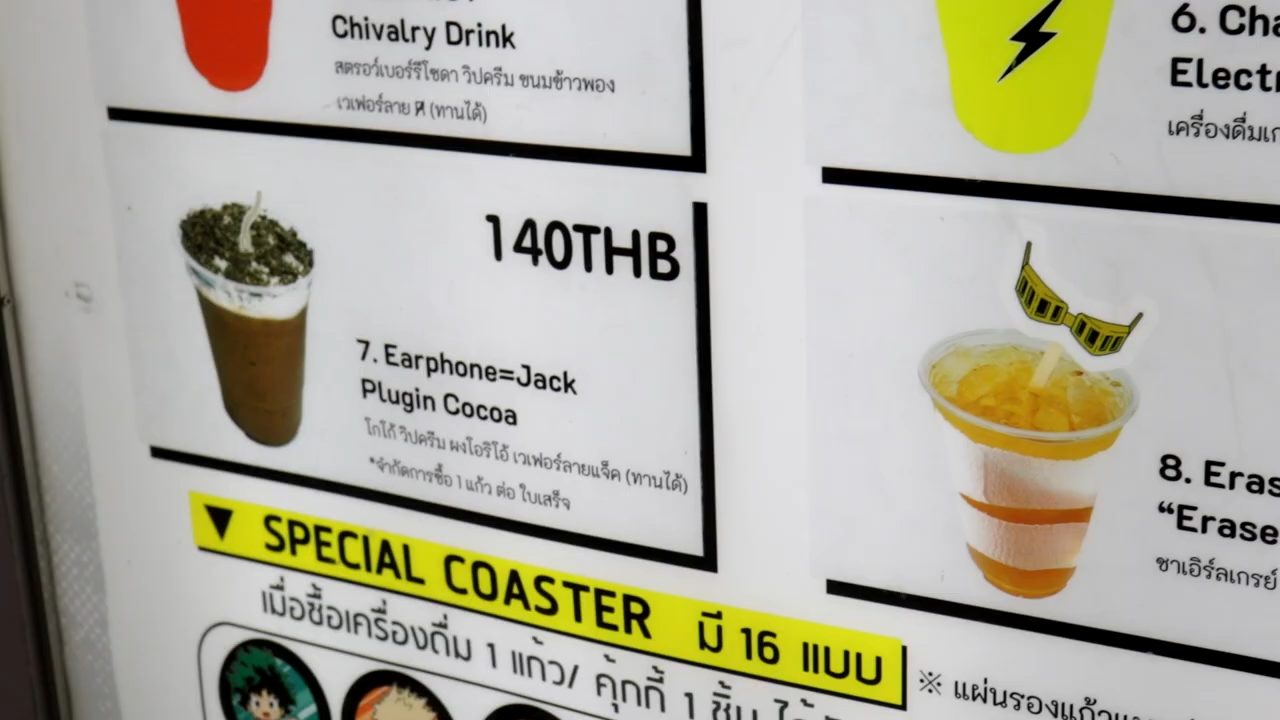 Chivalry Drink
สตรอว์เบอร์รีโซดา วิปครีม ขนมข้าวพอง
เวเฟอร์ลาย (ทานได้)
6.
เครื่องดื่ม
140THB
7. Earphone=Jack
Plugin Cocoa
โกโก้ วิปครีม ผงโอริโอ้ เวเฟอร์ลายแจ็ค (ทานได้)
*จำกัดการซื้อ 1 แก้ว ต่อ ใบเสร็จ
8. Eras
“Erase
ชาเอิร์ลเกรย์
▼ SPECIAL COASTER มี 16 แบบ
เมื่อซื้อเครื่องดื่ม 1 แก้ว/ คุ้กกี้ 1 ชิ้น
※ แผ่นรองแก้ว